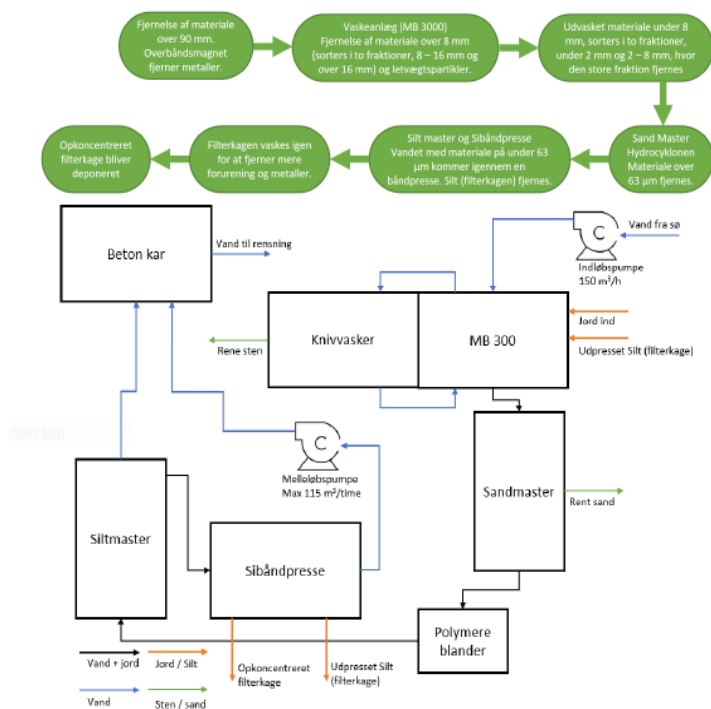 Fjernelse af materiale
over 90 mm.
Overbåndsmagnet
fjerner metaller.
Vaskeanlæg (MB 3000)
Fjernelse af materiale over 8 mm
(sorters i to fraktioner, 8 – 16 mm og
over 16 mm) og letvægtspartikler.
Udvasket materiale under 8
mm, sorters i to fraktioner,
under 2 mm og 2 – 8 mm, hvor
den store fraktion fjernes
Opkoncentreret
filterkage bliver
deponeret
Filterkagen vaskes igen
for at fjerner mere
forurening og metaller.
Silt master og Sibåndpresse
Vandet med materiale på under 63
µm kommer igennem en
båndpresse. Silt (filterkagen) fjernes.
Sand Master
Hydrocyklonen
Materiale over
63 µm fjernes.
Beton kar
Vand til rensning
C
Vand fra sø
Indløbspumpe
150 m³/h
Knivvasker
MB 300
Jord ind
Rene sten
Udpresset Silt (filterkage)
C
Melleløbspumpe
Max 115 m³/time
Sandmaster
Rent sand
Siltmaster
Sibåndpresse
Polymere
blander
Vand + jord
Jord / Silt
Opkoncentreret
filterkage
Udpresset Silt
(filterkage)
Vand
Sten / sand